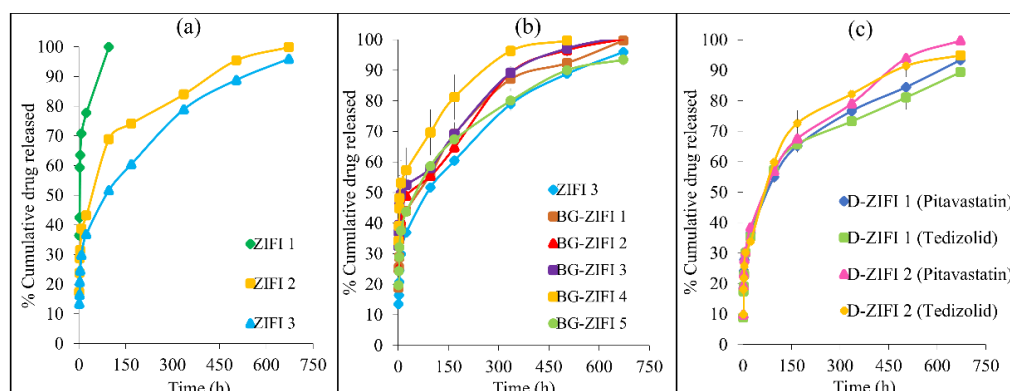 (a)
% Cumulative drug released
100
90
80
70
60
50
40
30
20
10
0
0 150 300 450 600 750
Time (h)
ZIFI 1
ZIFI 2
ZIFI 3
(b)
% Cumulative drug released
100
90
80
70
60
50
40
30
20
10
0
0 150 300 450 600 750
Time (h)
ZIFI 3
BG-ZIFI 1
BG-ZIFI 2
BG-ZIFI 3
BG-ZIFI 4
BG-ZIFI 5
(c)
% Cumulative drug released
100
90
80
70
60
50
40
30
20
10
0
0 150 300 450 600 750
Time (h)
D-ZIFI 1 (Pitavastatin)
D-ZIFI 1 (Tedizolid)
D-ZIFI 2 (Pitavastatin)
D-ZIFI 2 (Tedizolid)